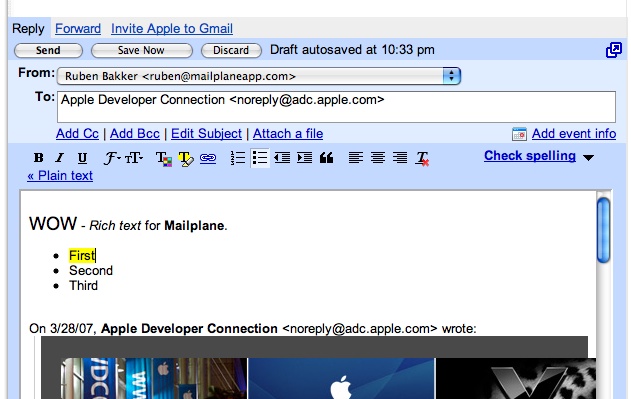 Reply Forward Invite Apple to Gmail
Send Save Now Discard Draft autosaved at 10:33 pm
From: Ruben Bakker <ruben@mailplaneapp.com>
To: Apple Developer Connection <noreply@adc.apple.com>
Add Cc | Add Bcc | Edit Subject | Attach a file Add event info
B I U Check spelling
« Plain text
WOW - Rich text for Mailplane.
• First
• Second
• Third
On 3/28/07, Apple Developer Connection <noreply@adc.apple.com> wrote: